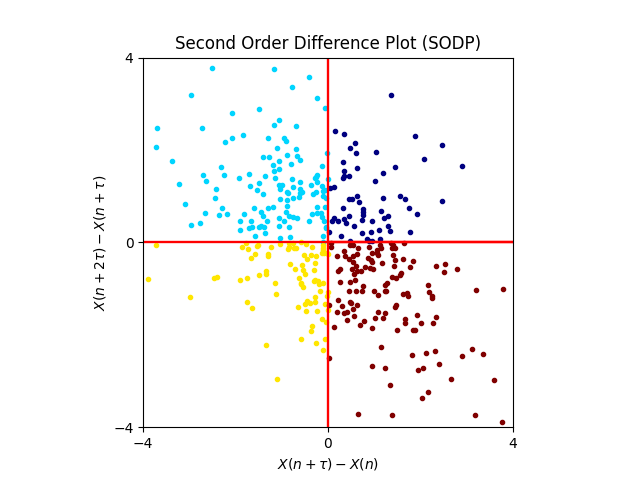 Second Order Difference Plot (SODP)
4
0
−4
X(n + 2τ) − X(n + τ)
−4 0 4
X(n + τ) − X(n)